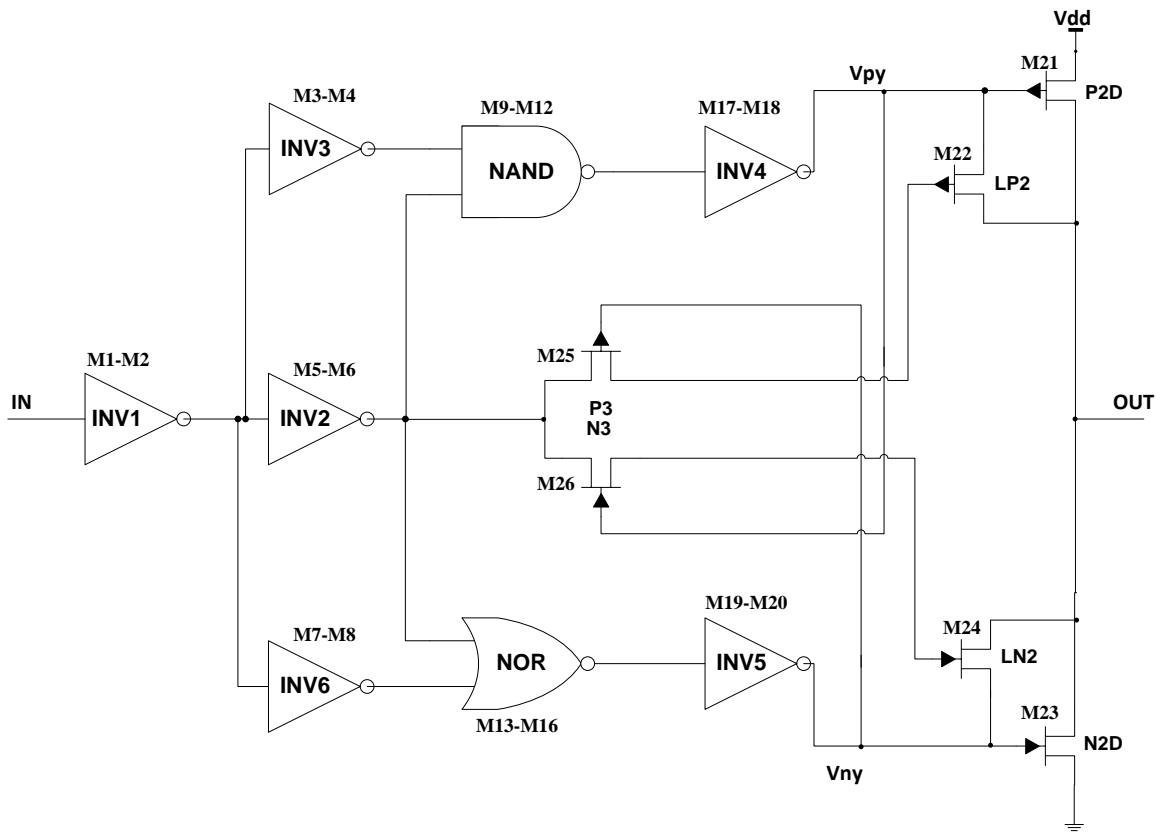 Vdd
M21
Vpy
P2D
M3-M4
M9-M12
M17-M18
INV3
NAND
INV4
M22
LP2
M1-M2
M5-M6
M25
IN
INV1
INV2
P3
N3
OUT
M26
M7-M8
M19-M20
M24
INV6
NOR
INV5
LN2
M13-M16
M23
N2D
Vny